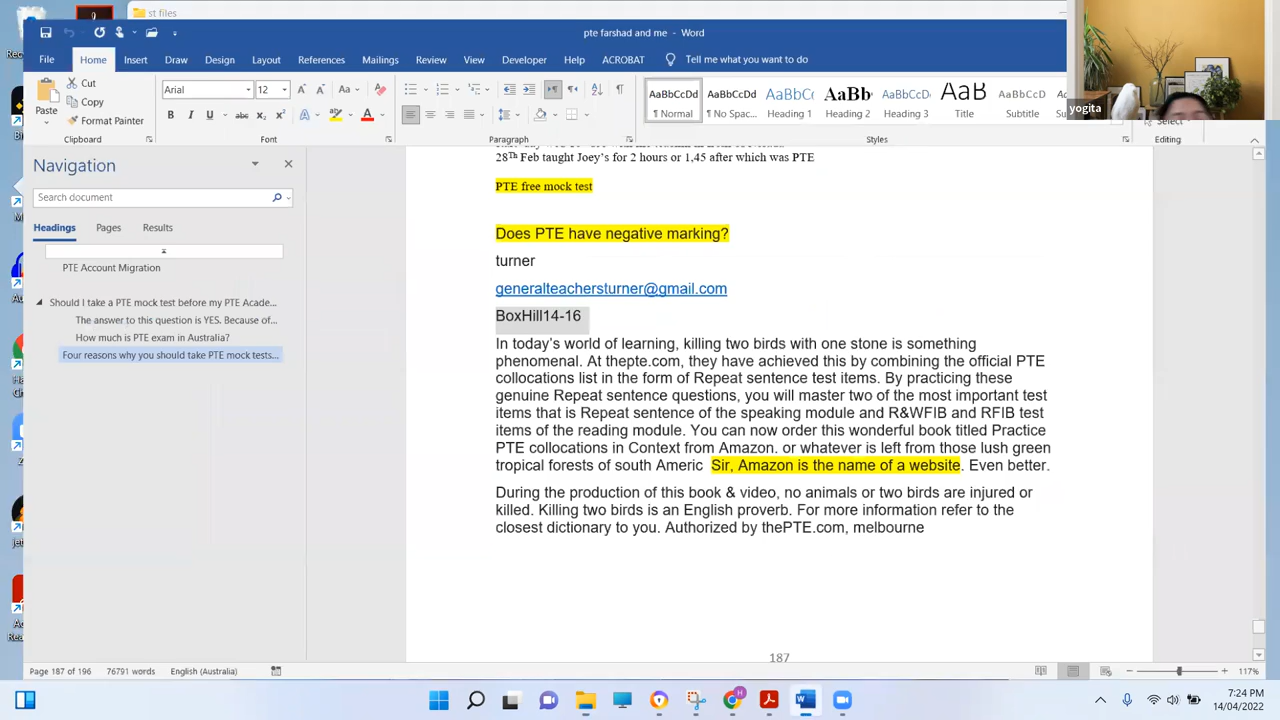 st files
pte farshad and me - Word
File Home Insert Draw Design Layout References Mailings Review View Developer Help ACROBAT Tell me what you want to do
Paste
Cut
Copy
Format Painter
Arial 12
AaBbCcDd AaBbCcDd AaBbCc AaBb AaBbCcD AaB AaBbCcD
¶ Normal ¶ No Spac... Heading 1 Heading 2 Heading 3 Title Subtitle
yogita
Select
Clipboard Font Paragraph Styles Editing
Navigation
Search document
Headings Pages Results
PTE Account Migration
Should I take a PTE mock test before my PTE Acade...
The answer to this question is YES. Because of...
How much is PTE exam in Australia?
Four reasons why you should take PTE mock tests...
28Th Feb taught Joey's for 2 hours or 1,45 after which was PTE
PTE free mock test
Does PTE have negative marking?
turner
generalteachersturner@gmail.com
BoxHill14-16
In today's world of learning, killing two birds with one stone is something
phenomenal. At thepte.com, they have achieved this by combining the official PTE
collocations list in the form of Repeat sentence test items. By practicing these
genuine Repeat sentence questions, you will master two of the most important test
items that is Repeat sentence of the speaking module and R&WFIB and RFIB test
items of the reading module. You can now order this wonderful book titled Practice
PTE collocations in Context from Amazon. or whatever is left from those lush green
tropical forests of south Americ Sir, Amazon is the name of a website. Even better.
During the production of this book & video, no animals or two birds are injured or
killed. Killing two birds is an English proverb. For more information refer to the
closest dictionary to you. Authorized by thePTE.com, melbourne
187
Page 187 of 196 76791 words English (Australia) 117%
7:24 PM
14/04/2022